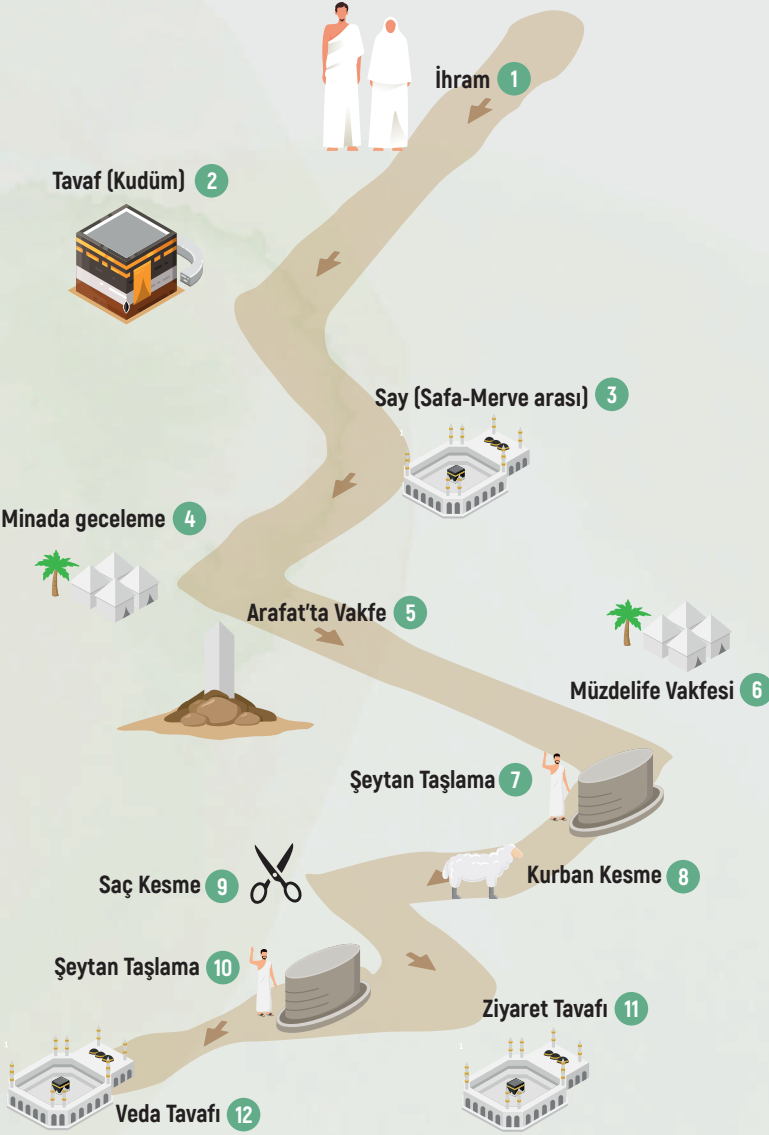 İhram 1
Tavaf (Kudüm) 2
Say (Safa-Merve arası) 3
Minada geceleme 4
Arafat'ta Vakfe 5
Müzdelife Vakfesi 6
Şeytan Taşlama 7
Kurban Kesme 8
Saç Kesme 9
Şeytan Taşlama 10
Ziyaret Tavafı 11
Veda Tavafı 12